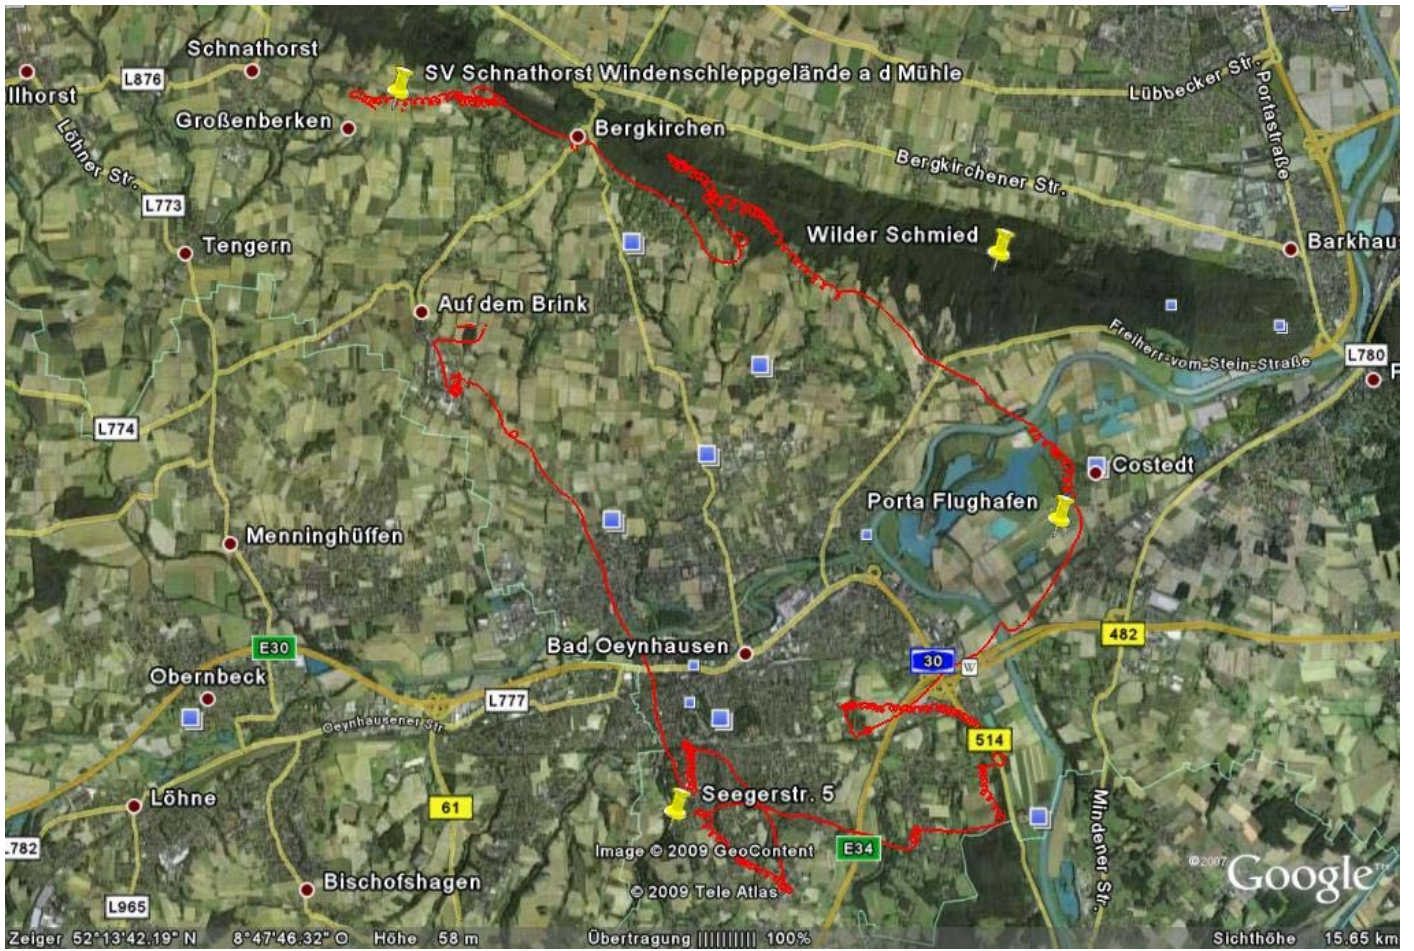 Schnathorst
SV Schnathorst Windenschleppgelände a d Mühle
L876
llhorst
Lübbecker Str.
Portastraße
Großenberken
Bergkirchen
Löhner Str.
Bergkirchener Str.
L773
Tengern
Wilder Schmied
Barkhau
Auf dem Brink
Freiherr-vom-Stein-Straße
L780
P
L774
Costedt
Porta Flughafen
Menninghüffen
E30
Bad Oeynhausen
482
30
W
Obernbeck
L777
Oeynhausener Str
514
Löhne
61
Seegerstr. 5
Mindener Str.
L782
E34
Image © 2009 GeoContent
©2007 Google™
Bischofshagen
© 2009 Tele Atlas
L965
Zeiger 52°13'42.19" N 8°47'46.32" O Höhe 58 m Übertragung |||||||||| 100% Sichthöhe 15.65 km